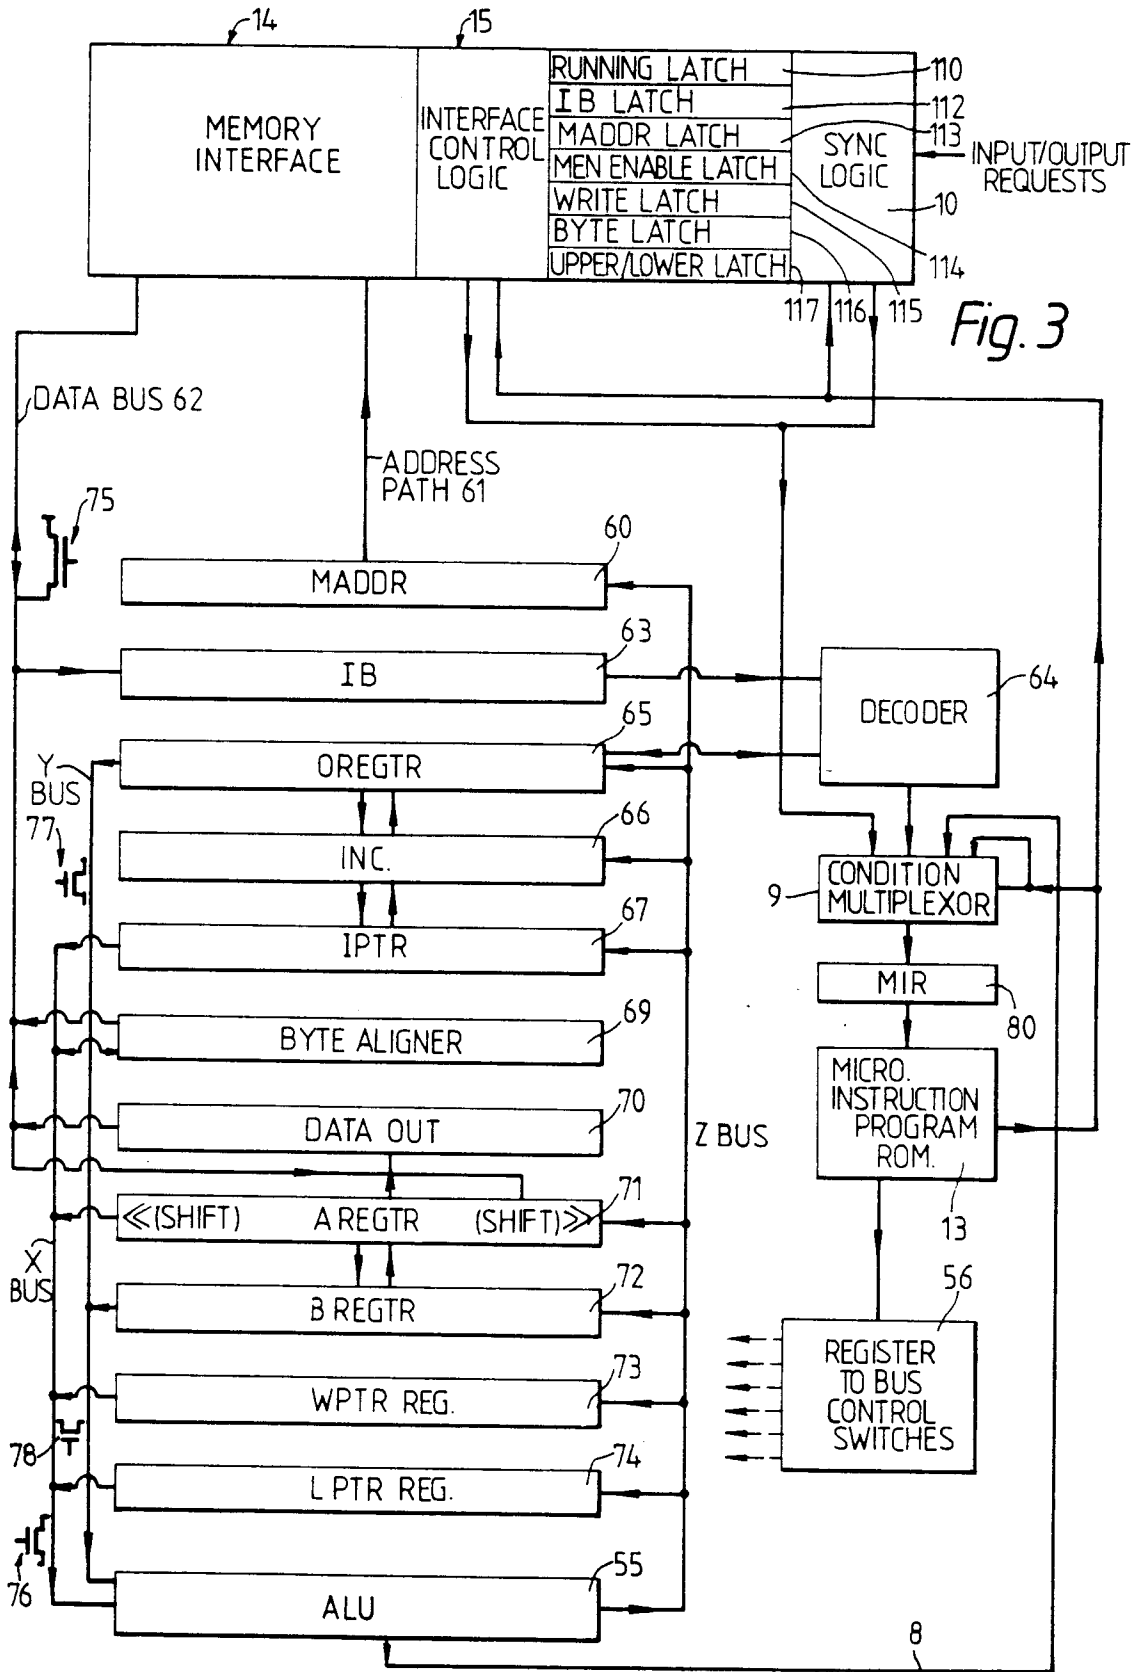 14
15
MEMORY
INTERFACE
INTERFACE
CONTROL
LOGIC
RUNNING LATCH
IB LATCH
MADDR LATCH
MEN ENABLE LATCH
WRITE LATCH
BYTE LATCH
UPPER/LOWER LATCH
SYNC
LOGIC
110
112
113
INPUT/OUTPUT
REQUESTS
10
114
115
116
117
Fig. 3
DATA BUS 62
ADDRESS
PATH 61
75
60
MADDR
63
IB
64
DECODER
65
OREGTR
Y
BUS
77
66
INC.
67
IPTR
9
CONDITION
MULTIPLEXOR
MIR
80
69
BYTE ALIGNER
70
DATA OUT
Z BUS
MICRO.
INSTRUCTION
PROGRAM
ROM.
13
71
<<(SHIFT) A REGTR (SHIFT)>>
X
BUS
72
B REGTR
56
REGISTER
TO BUS
CONTROL
SWITCHES
73
WPTR REG.
78
74
LPTR REG.
76
55
ALU
8